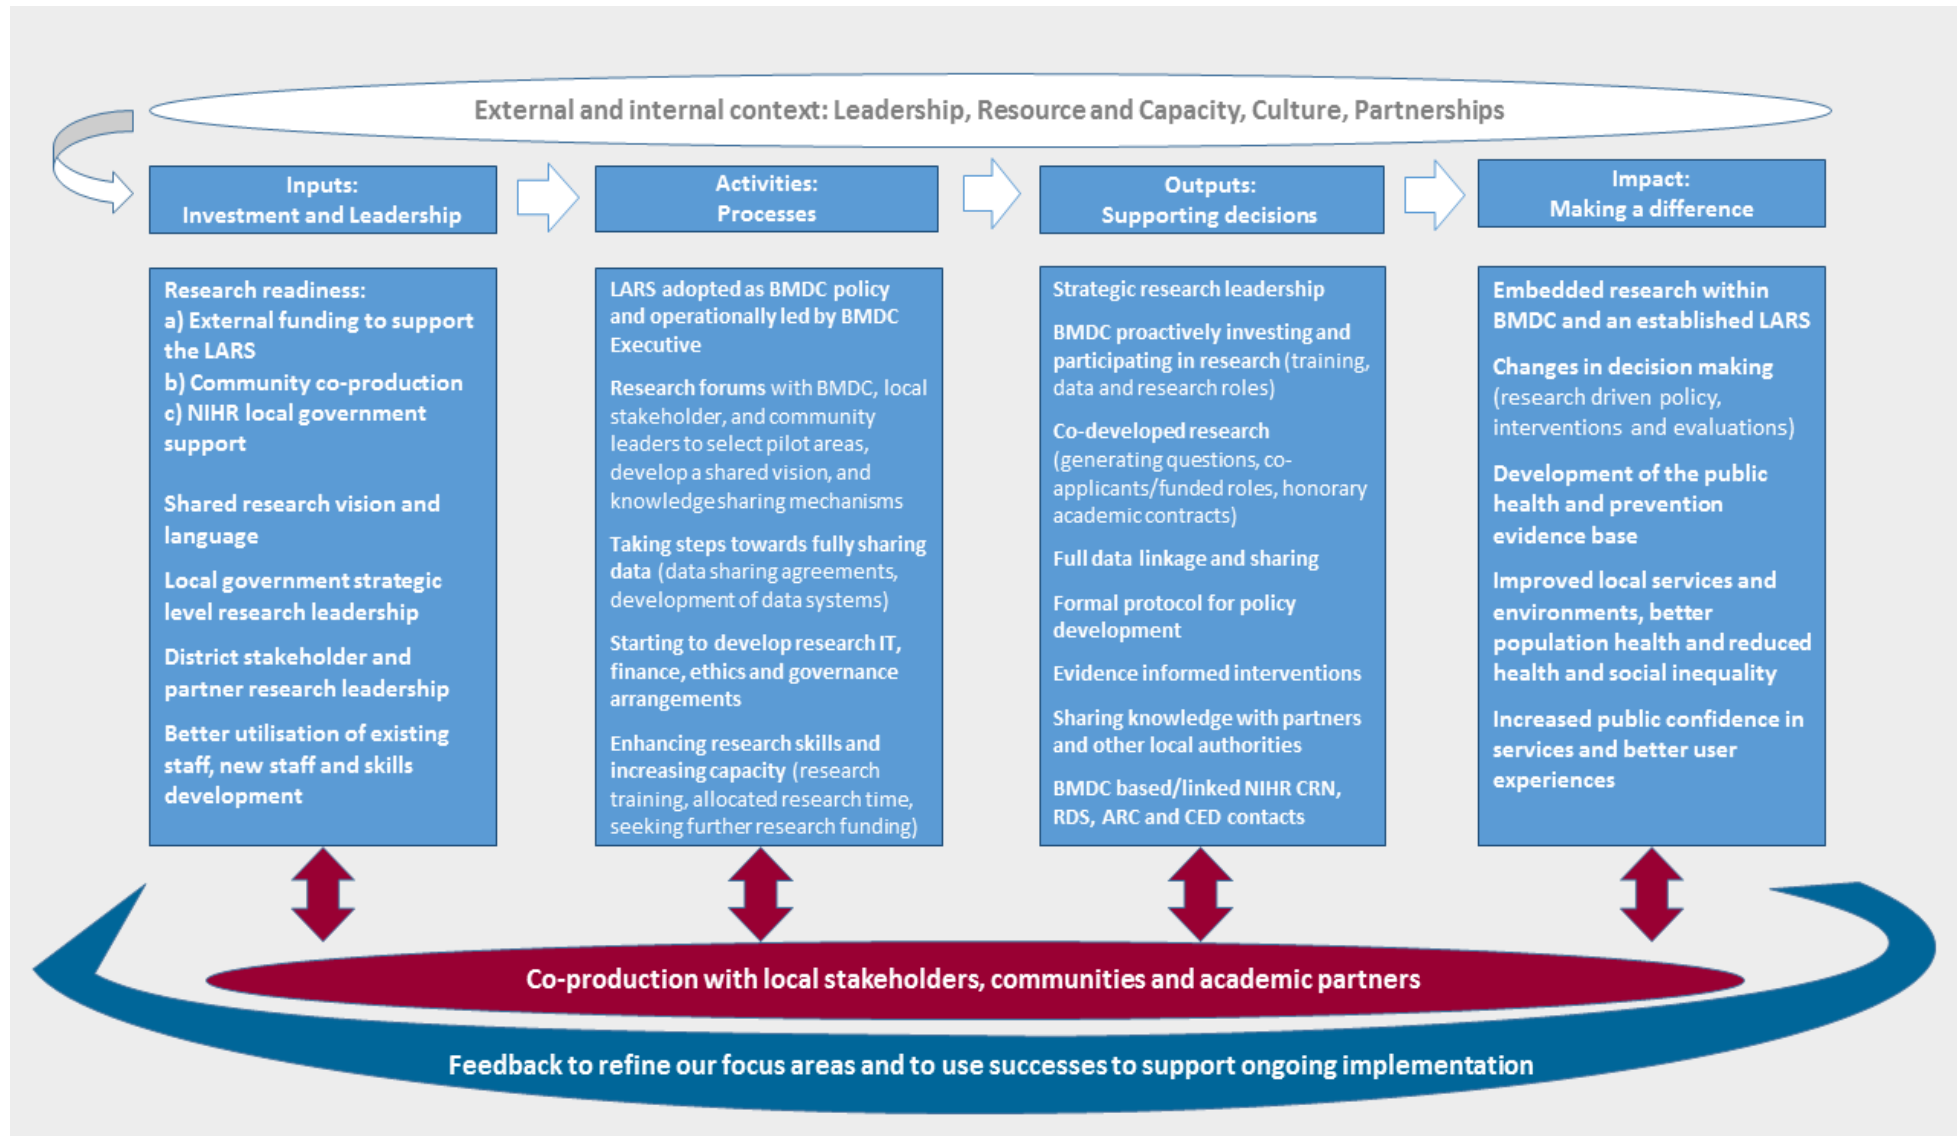 External and internal context: Leadership, Resource and Capacity, Culture, Partnerships
Inputs:
Investment and Leadership
Activities:
Processes
Outputs:
Supporting decisions
Impact:
Making a difference
Research readiness:
a) External funding to support
the LARS
b) Community co-production
c) NIHR local government
support
Shared research vision and
language
Local government strategic
level research leadership
District stakeholder and
partner research leadership
Better utilisation of existing
staff, new staff and skills
development
LARS adopted as BMDC policy
and operationally led by BMDC
Executive
Research forums with BMDC, local
stakeholder, and community
leaders to select pilot areas,
develop a shared vision, and
knowledge sharing mechanisms
Taking steps towards fully sharing
data (data sharing agreements,
development of data systems)
Starting to develop research IT,
finance, ethics and governance
arrangements
Enhancing research skills and
increasing capacity (research
training, allocated research time,
seeking further research funding)
Strategic research leadership
BMDC proactively investing and
participating in research (training,
data and research roles)
Co-developed research
(generating questions, co-
applicants/funded roles, honorary
academic contracts)
Full data linkage and sharing
Formal protocol for policy
development
Evidence informed interventions
Sharing knowledge with partners
and other local authorities
BMDC based/linked NIHR CRN,
RDS, ARC and CED contacts
Embedded research within
BMDC and an established LARS
Changes in decision making
(research driven policy,
interventions and evaluations)
Development of the public
health and prevention
evidence base
Improved local services and
environments, better
population health and reduced
health and social inequality
Increased public confidence in
services and better user
experiences
Co-production with local stakeholders, communities and academic partners
Feedback to refine our focus areas and to use successes to support ongoing implementation